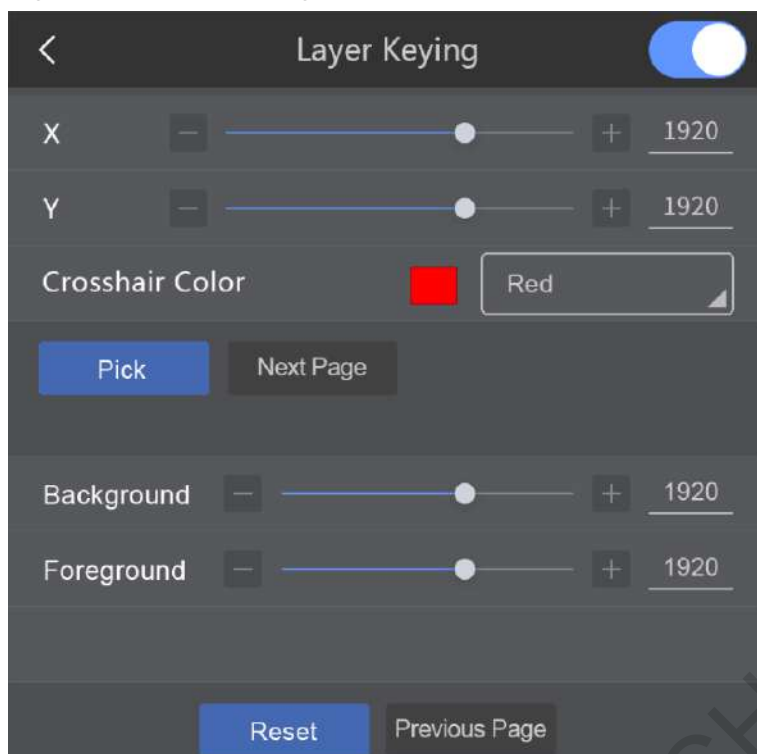 Layer Keying
X 1920
Y 1920
Crosshair Color Red
Pick Next Page
Background 1920
Foreground 1920
Reset Previous Page